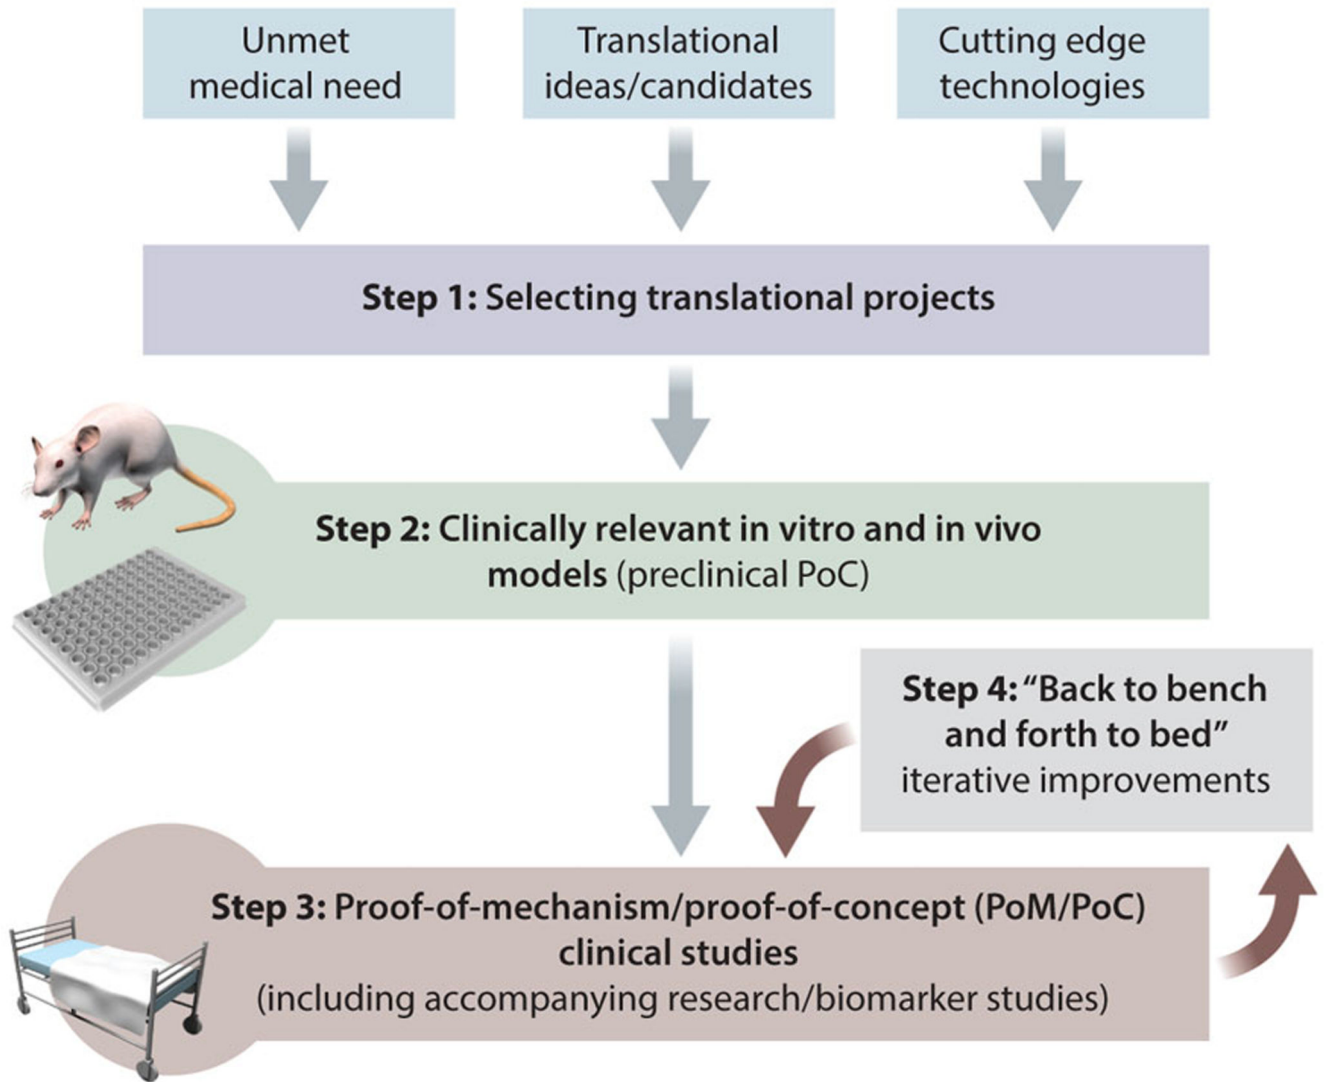 Unmet
medical need
Translational
ideas/candidates
Cutting edge
technologies
Step 1: Selecting translational projects
Step 2: Clinically relevant in vitro and in vivo
models (preclinical PoC)
Step 4: “Back to bench
and forth to bed”
iterative improvements
Step 3: Proof-of-mechanism/proof-of-concept (PoM/PoC)
clinical studies
(including accompanying research/biomarker studies)